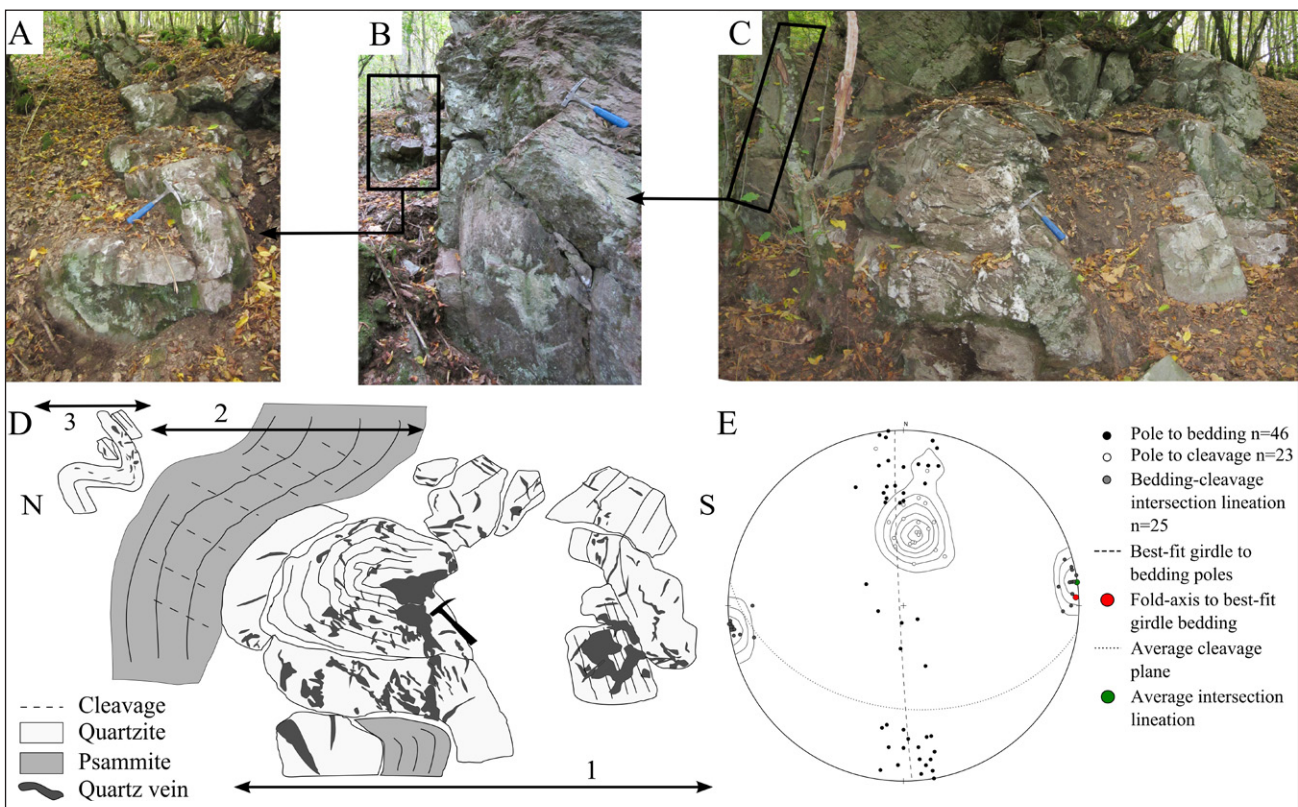 A
B
C
D
3
2
N
S
1
Cleavage
Quartzite
Psammite
Quartz vein
E
N
Pole to bedding n=46
Pole to cleavage n=23
Bedding-cleavage
intersection lineation
n=25
Best-fit girdle to
bedding poles
Fold-axis to best-fit
girdle bedding
Average cleavage
plane
Average intersection
lineation